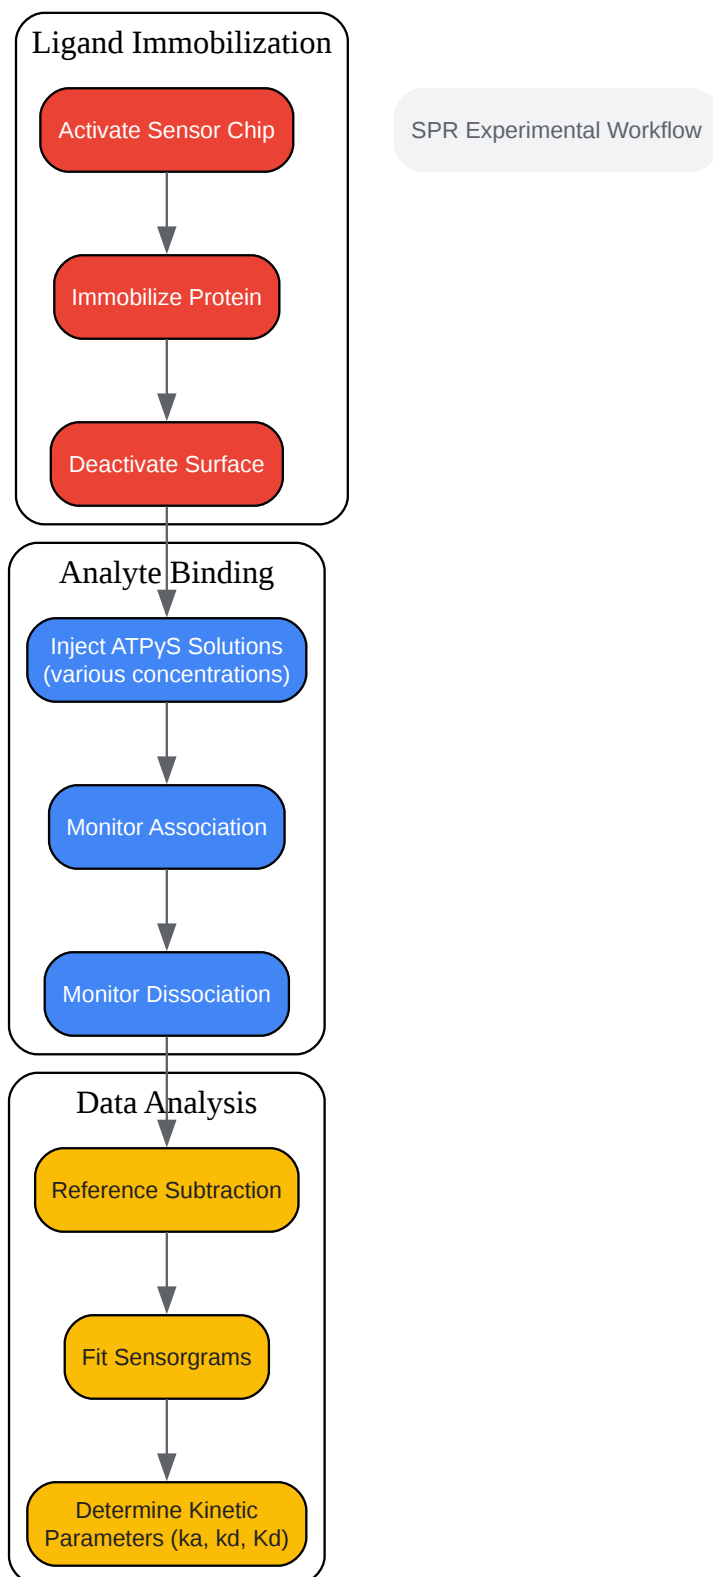 Ligand Immobilization
Activate Sensor Chip
SPR Experimental Workflow
Immobilize Protein
Deactivate Surface
Analyte Binding
Inject ATPγS Solutions
(various concentrations)
Monitor Association
Monitor Dissociation
Data Analysis
Reference Subtraction
Fit Sensorgrams
Determine Kinetic
Parameters (ka, kd, Kd)